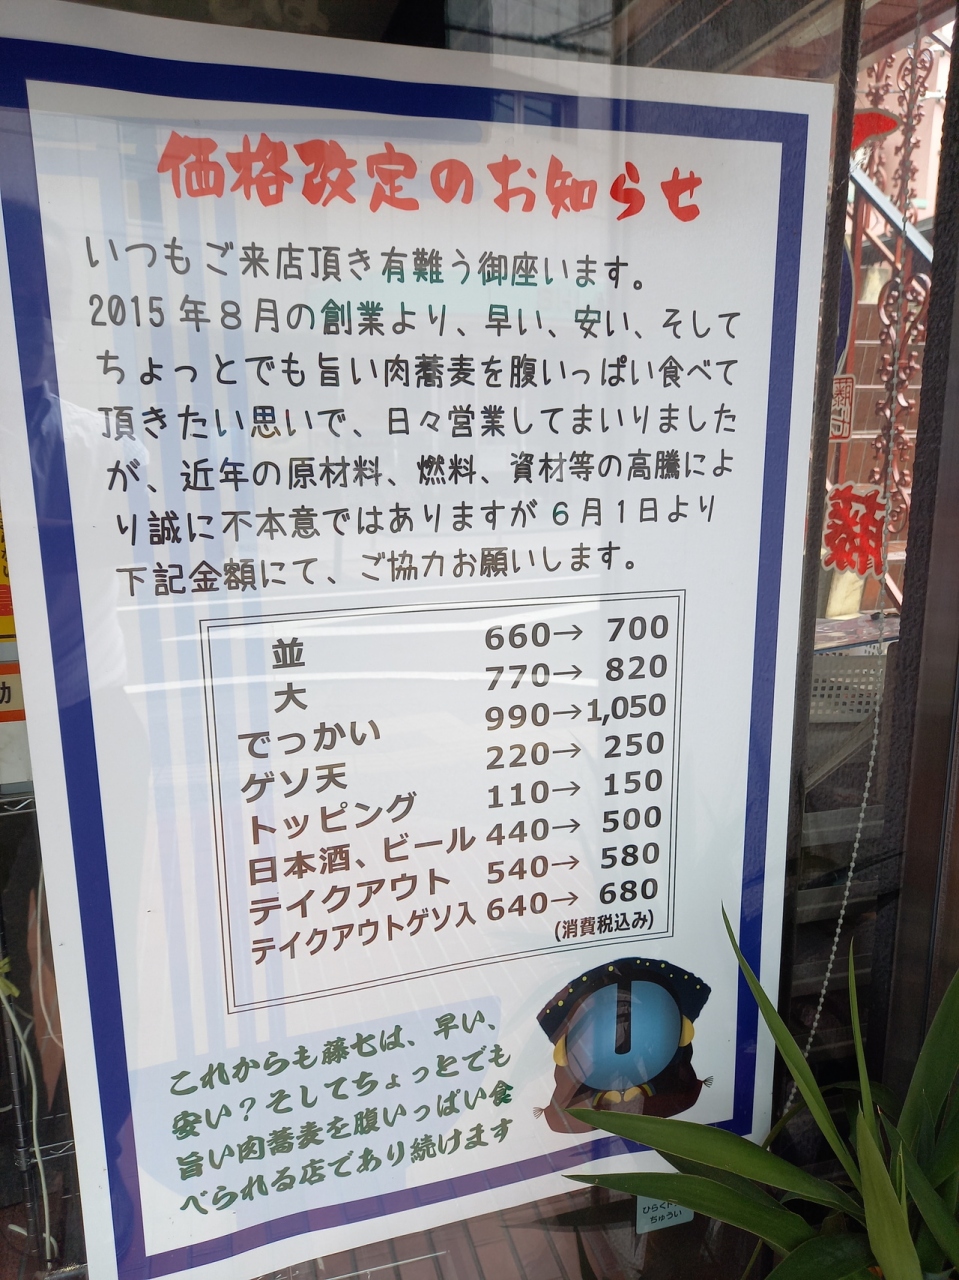 価格改定のお知らせ
いつもご来店頂き有難う御座います。
2015年8月の創業より、早い、安い、そして
ちょっとでも旨い肉蕎麦を腹いっぱい食べて
頂きたい思いで、日々営業してまいりました
が、近年の原材料、燃料、資材等の高騰によ
り誠に不本意ではありますが6月1日より
下記金額にて、ご協力お願いします。
並 660→ 700
大 770→ 820
でっかい 990→1,050
ゲソ天 220→ 250
トッピング 110→ 150
日本酒、ビール 440→ 500
テイクアウト 540→ 580
テイクアウトゲソ入 640→ 680
(消費税込み)
これからも藤七は、早い、
安い？そしてちょっとでも
旨い肉蕎麦を腹いっぱい食
べられる店であり続けます
ちゅうい
藤